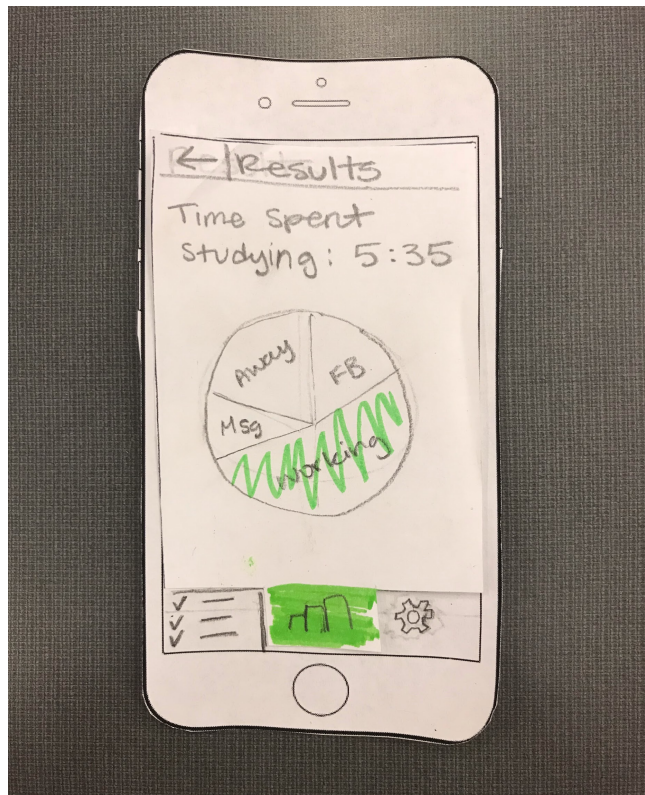 Results
Time Spent
Studying: 5:35
Away
FB
Msg
Working